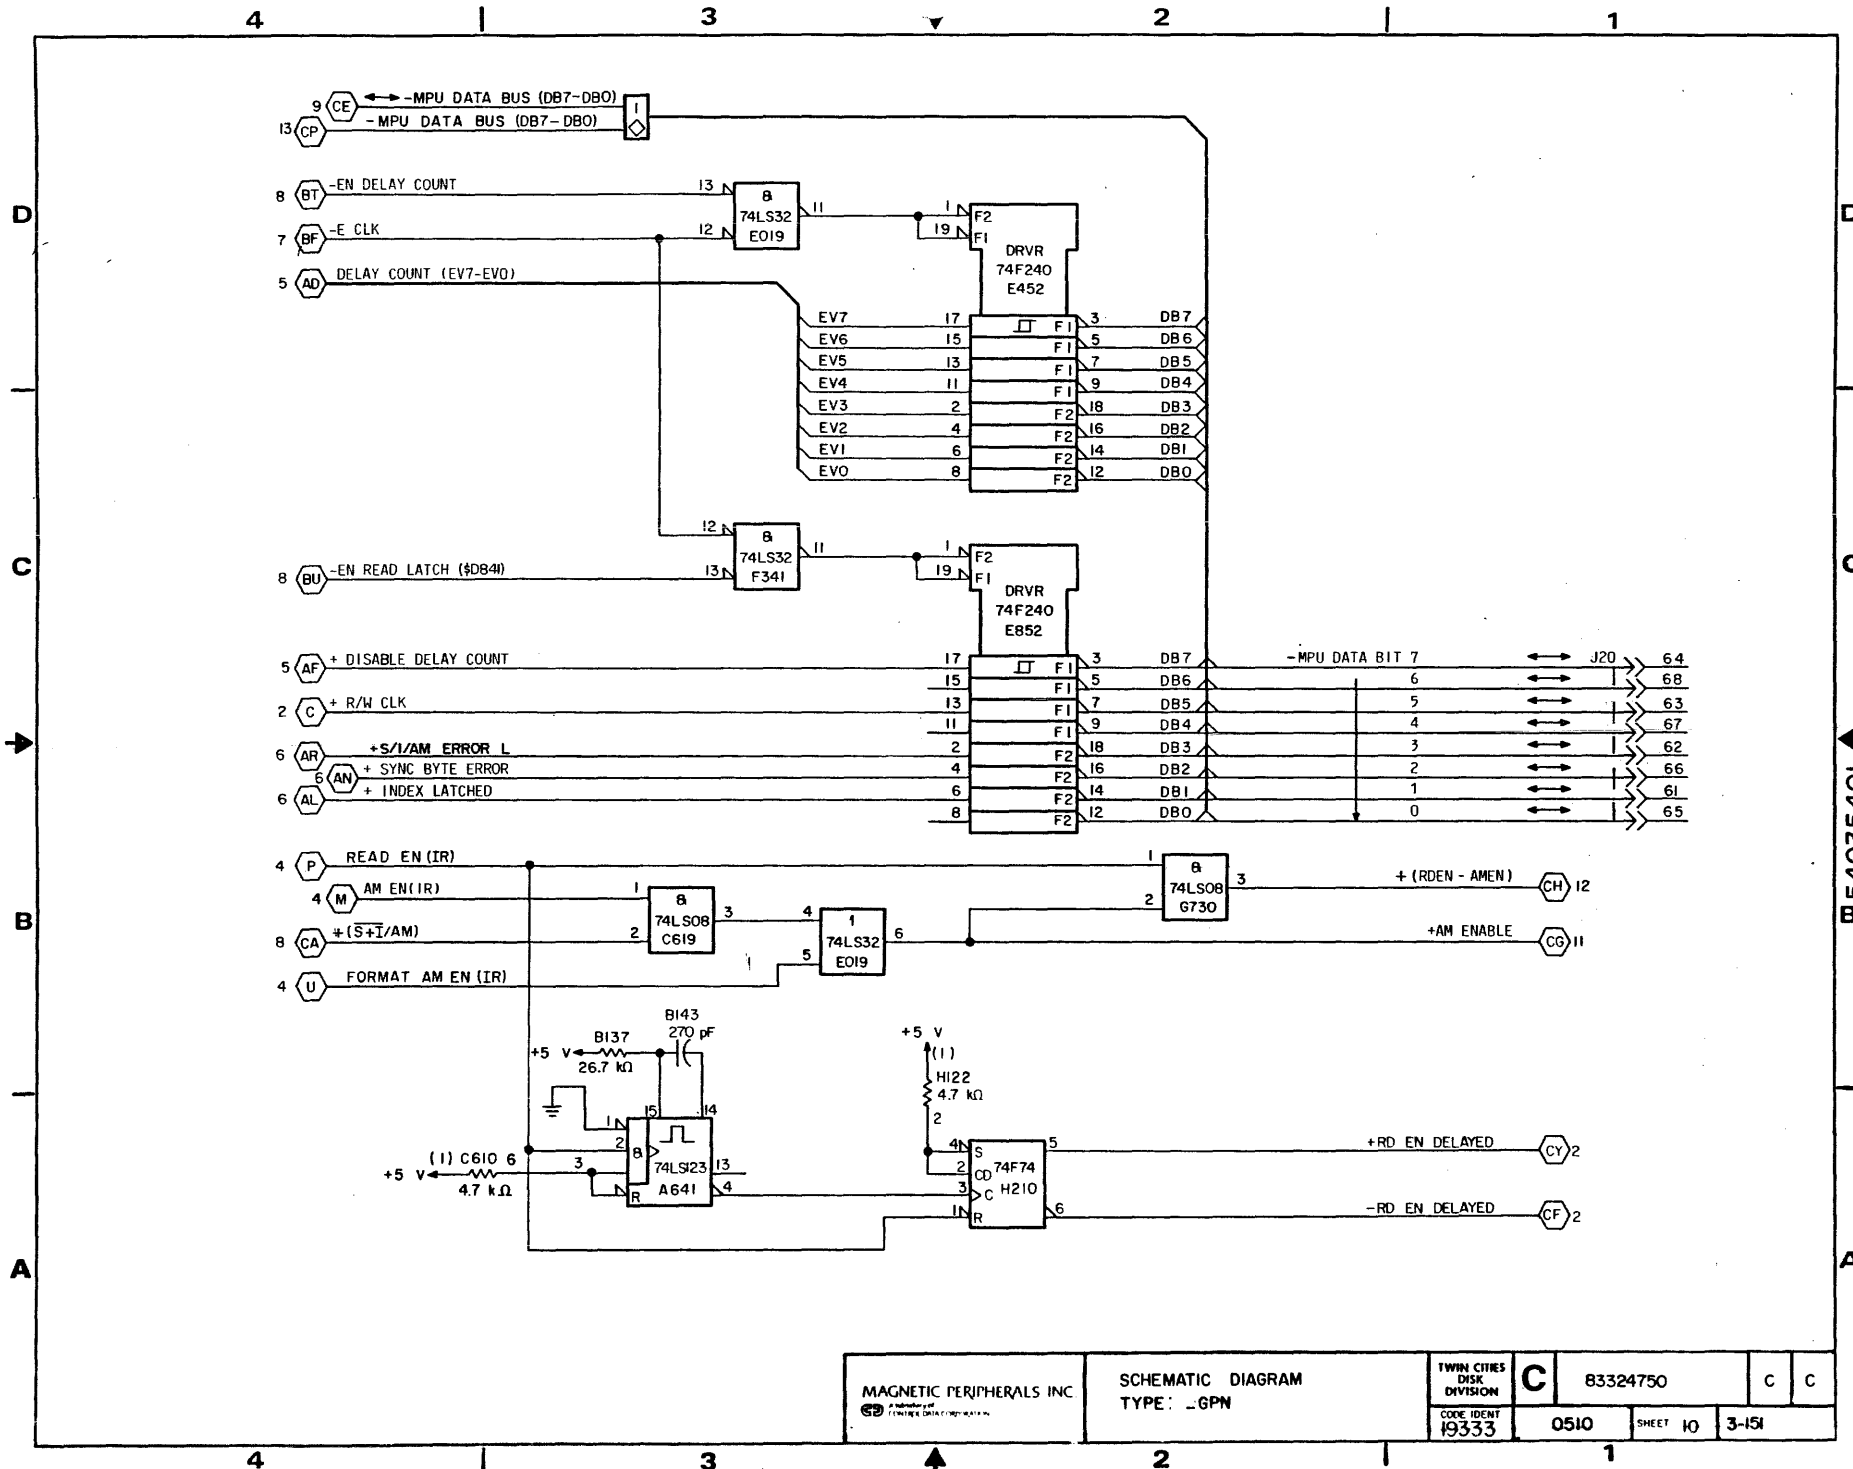 4 3 2 1
9 CE -MPU DATA BUS (DB7-DB0) 1
13 CP -MPU DATA BUS (DB7-DB0)
8 BT -EN DELAY COUNT 13
& 74LS32 E019
11
7 BF -E CLK 12
1 F2
19 F1
DRVR
74F240
E452
D D
5 AD DELAY COUNT (EV7-EV0)
EV7 17 F1 3 DB7
EV6 15 F1 5 DB6
EV5 13 F1 7 DB5
EV4 11 F1 9 DB4
EV3 2 F2 18 DB3
EV2 4 F2 16 DB2
EV1 6 F2 14 DB1
EV0 8 F2 12 DB0
12
& 74LS32 F341
11
8 BU -EN READ LATCH ($DB41) 13
1 F2
19 F1
DRVR
74F240
E852
C C
5 AF + DISABLE DELAY COUNT 17 F1 3 DB7 -MPU DATA BIT 7 J20 64
15 F1 5 DB6 6 68
2 C + R/W CLK 13 F1 7 DB5 5 63
11 F1 9 DB4 4 67
6 AR +S/I/AM ERROR L 2 F2 18 DB3 3 62
6 AN + SYNC BYTE ERROR 4 F2 16 DB2 2 66
6 AL + INDEX LATCHED 6 F2 14 DB1 1 61
8 F2 12 DB0 0 65
4 P READ EN (IR) 1
4 M AM EN(IR) 1
& 74LS08 C619
3 4
1 74LS32 E019
6 2
& 74LS08 G730
3 + (RDEN - AMEN) CH 12
8 CA +(S+I/AM) 2
+AM ENABLE CG 11
4 U FORMAT AM EN (IR) 5
B B
B143
270 pF
+5 V B137
26.7 kΩ
+5 V
(1)
H122
4.7 kΩ
2
15 14
1
2 &
74LS123
A641
13
4
+5 V (1) C610 6 3
4.7 kΩ
R
4 S 5
2 CD 74F74
3 C H210
1 R 6
+RD EN DELAYED CY 2
-RD EN DELAYED CF 2
A A
MAGNETIC PERIPHERALS INC
SCHEMATIC DIAGRAM
TYPE: _GPN
TWIN CITIES
DISK
DIVISION
C 83324750 C C
CODE IDENT
19333
0510 SHEET 10 3-151
4 3 2 1